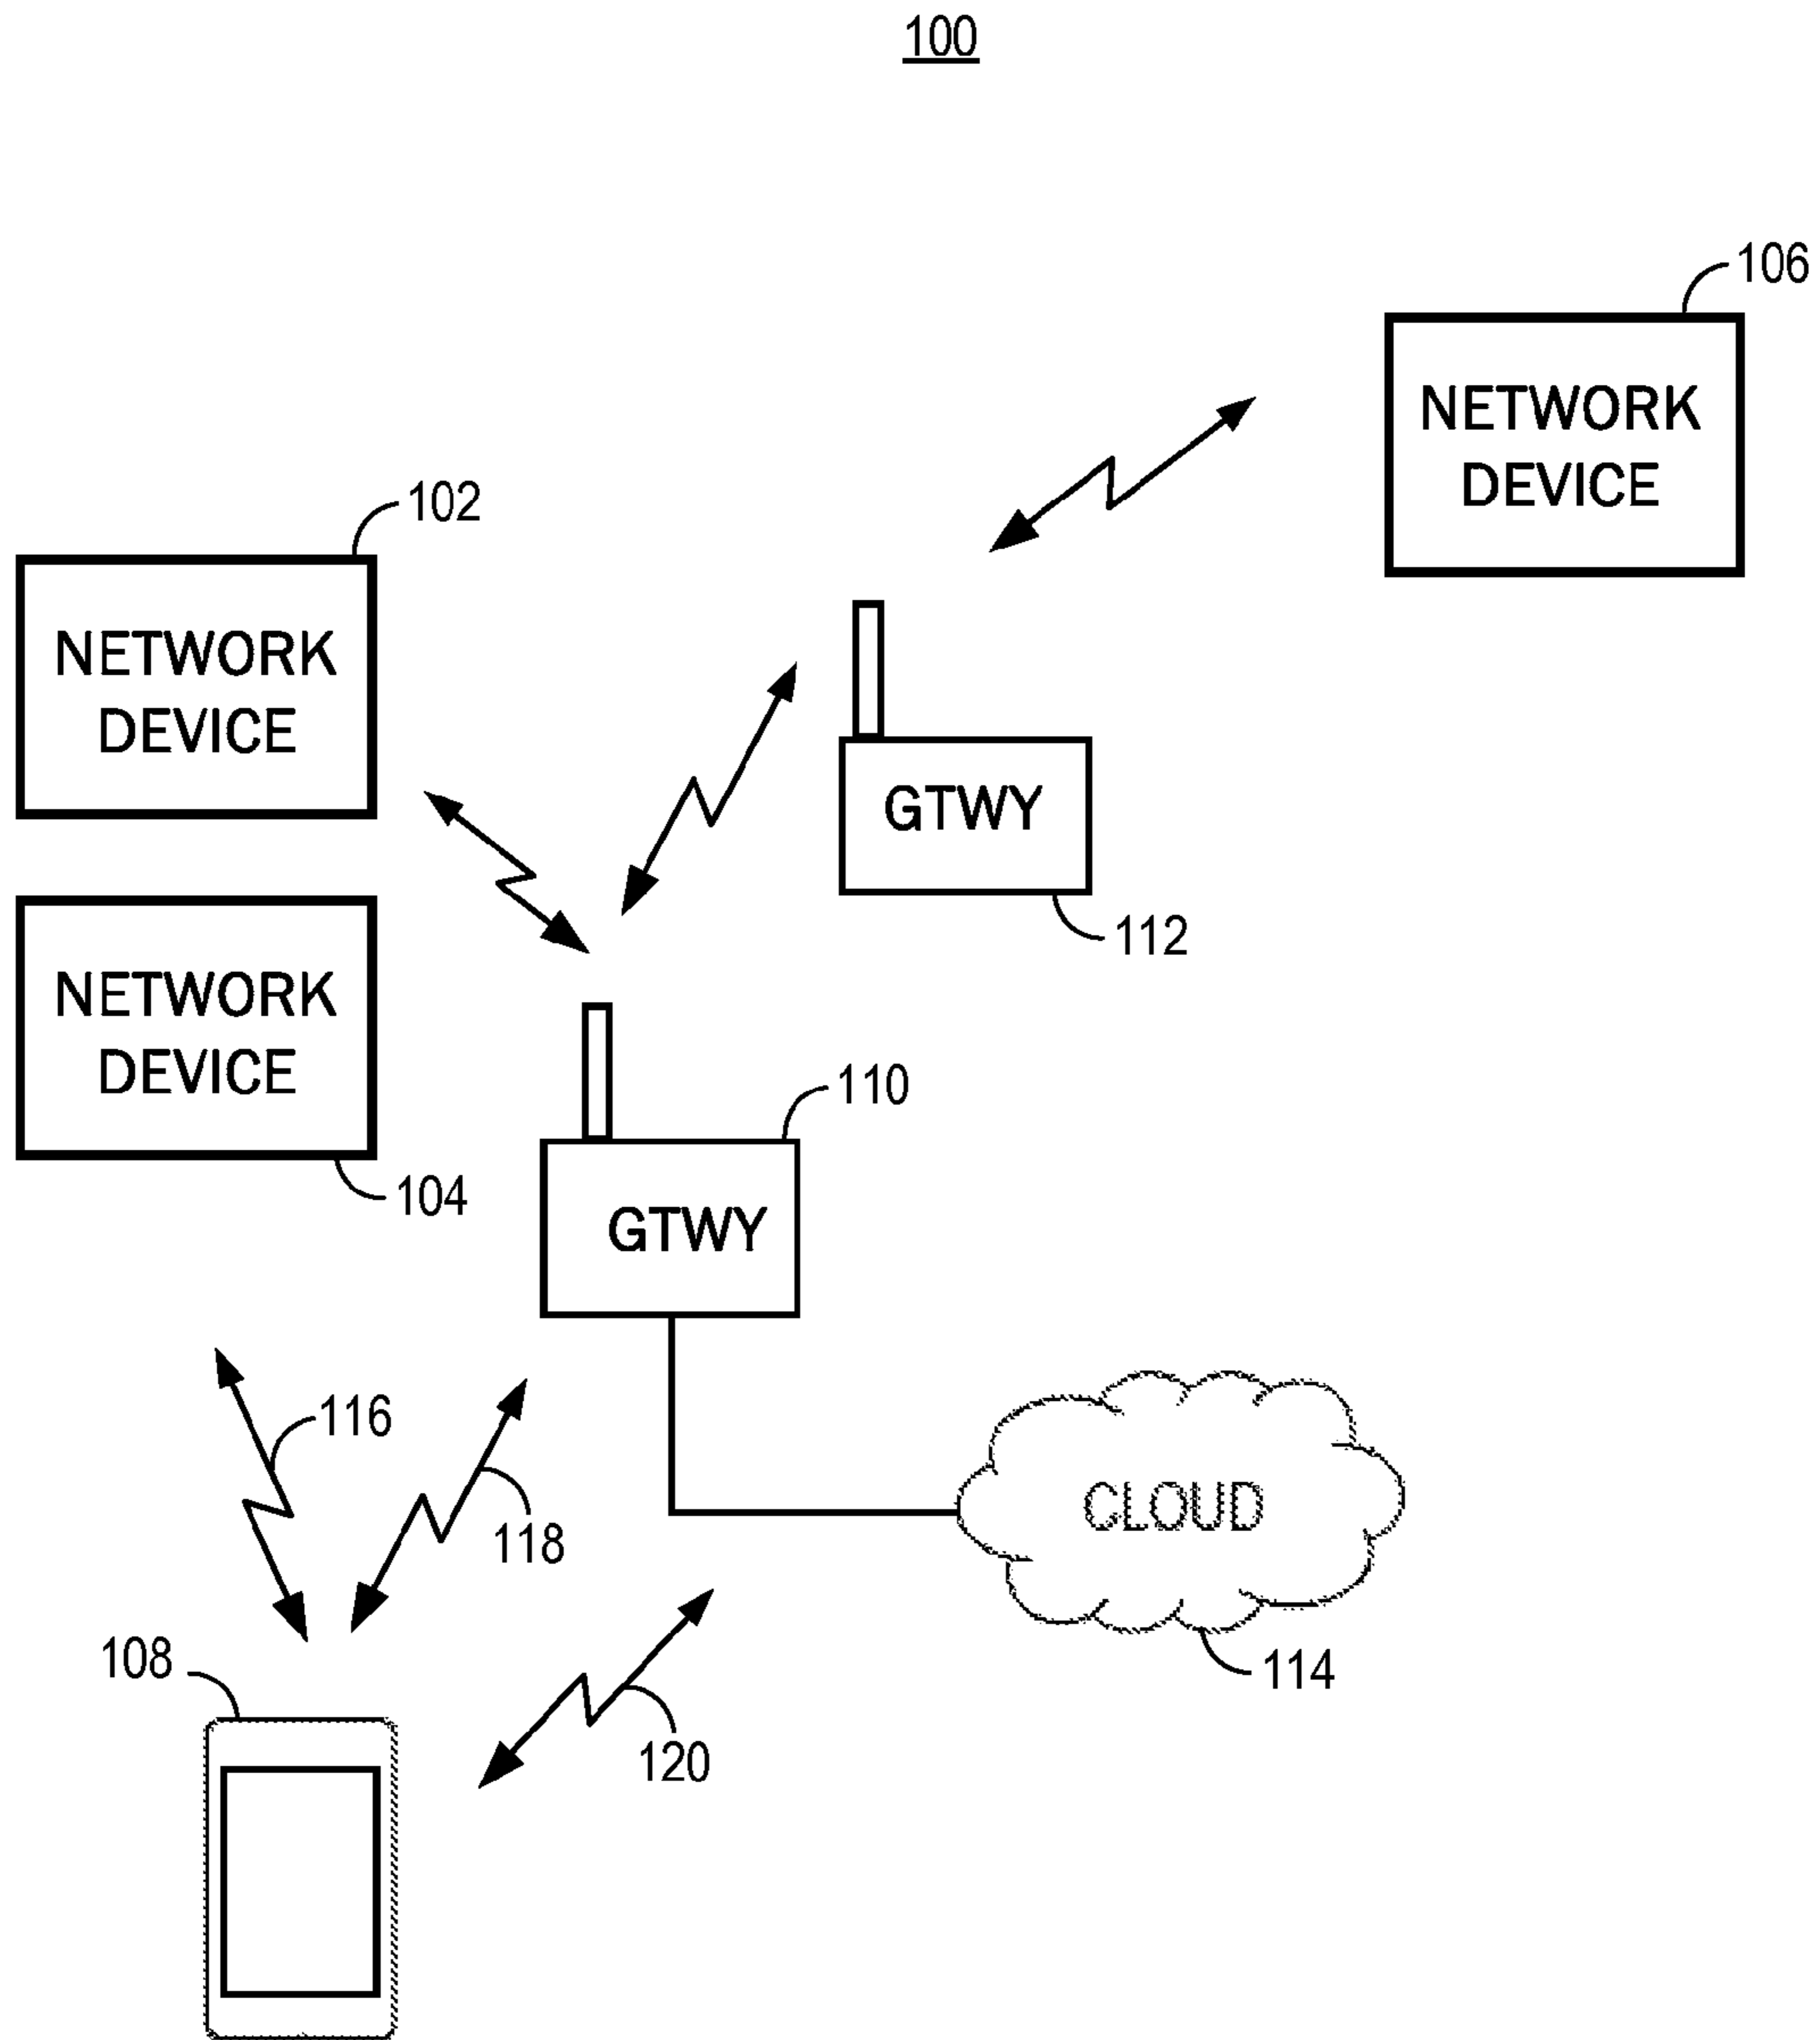 100
106
NETWORK
DEVICE
102
NETWORK
DEVICE
GTWY
112
NETWORK
DEVICE
104
110
GTWY
116
118
CLOUD
114
108
120